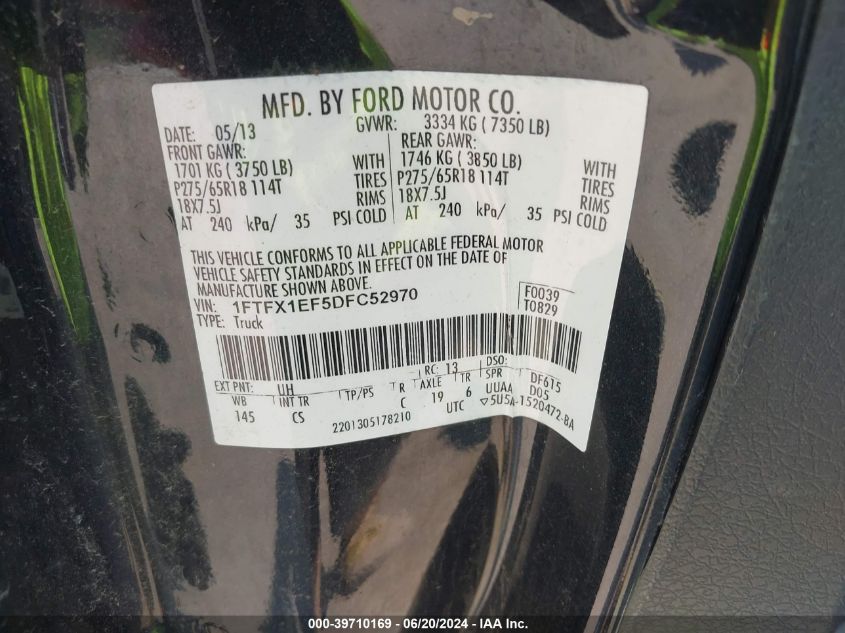 MFD. BY FORD MOTOR CO.
DATE: 05/13 GVWR: 3334 KG ( 7350 LB)
FRONT GAWR: REAR GAWR:
1701 KG ( 3750 LB) WITH 1746 KG ( 3850 LB) WITH
P275/65R18 114T TIRES P275/65R18 114T TIRES
18X7.5J RIMS 18X7.5J RIMS
AT 240 kPa/ 35 PSI COLD AT 240 kPa/ 35 PSI COLD
THIS VEHICLE CONFORMS TO ALL APPLICABLE FEDERAL MOTOR
VEHICLE SAFETY STANDARDS IN EFFECT ON THE DATE OF
MANUFACTURE SHOWN ABOVE.
VIN: 1FTFX1EF5DFC52970 F0039
TYPE: Truck T0829
EXT PNT: UH RC: 13 DSO:
WB INT TR TP/PS R AXLE TR SPR DF615
145 CS C 19 6 UUAA D05
2201305178210 UTC ▽5U5A-1520472-BA
000-39710169 - 06/20/2024 - IAA Inc.